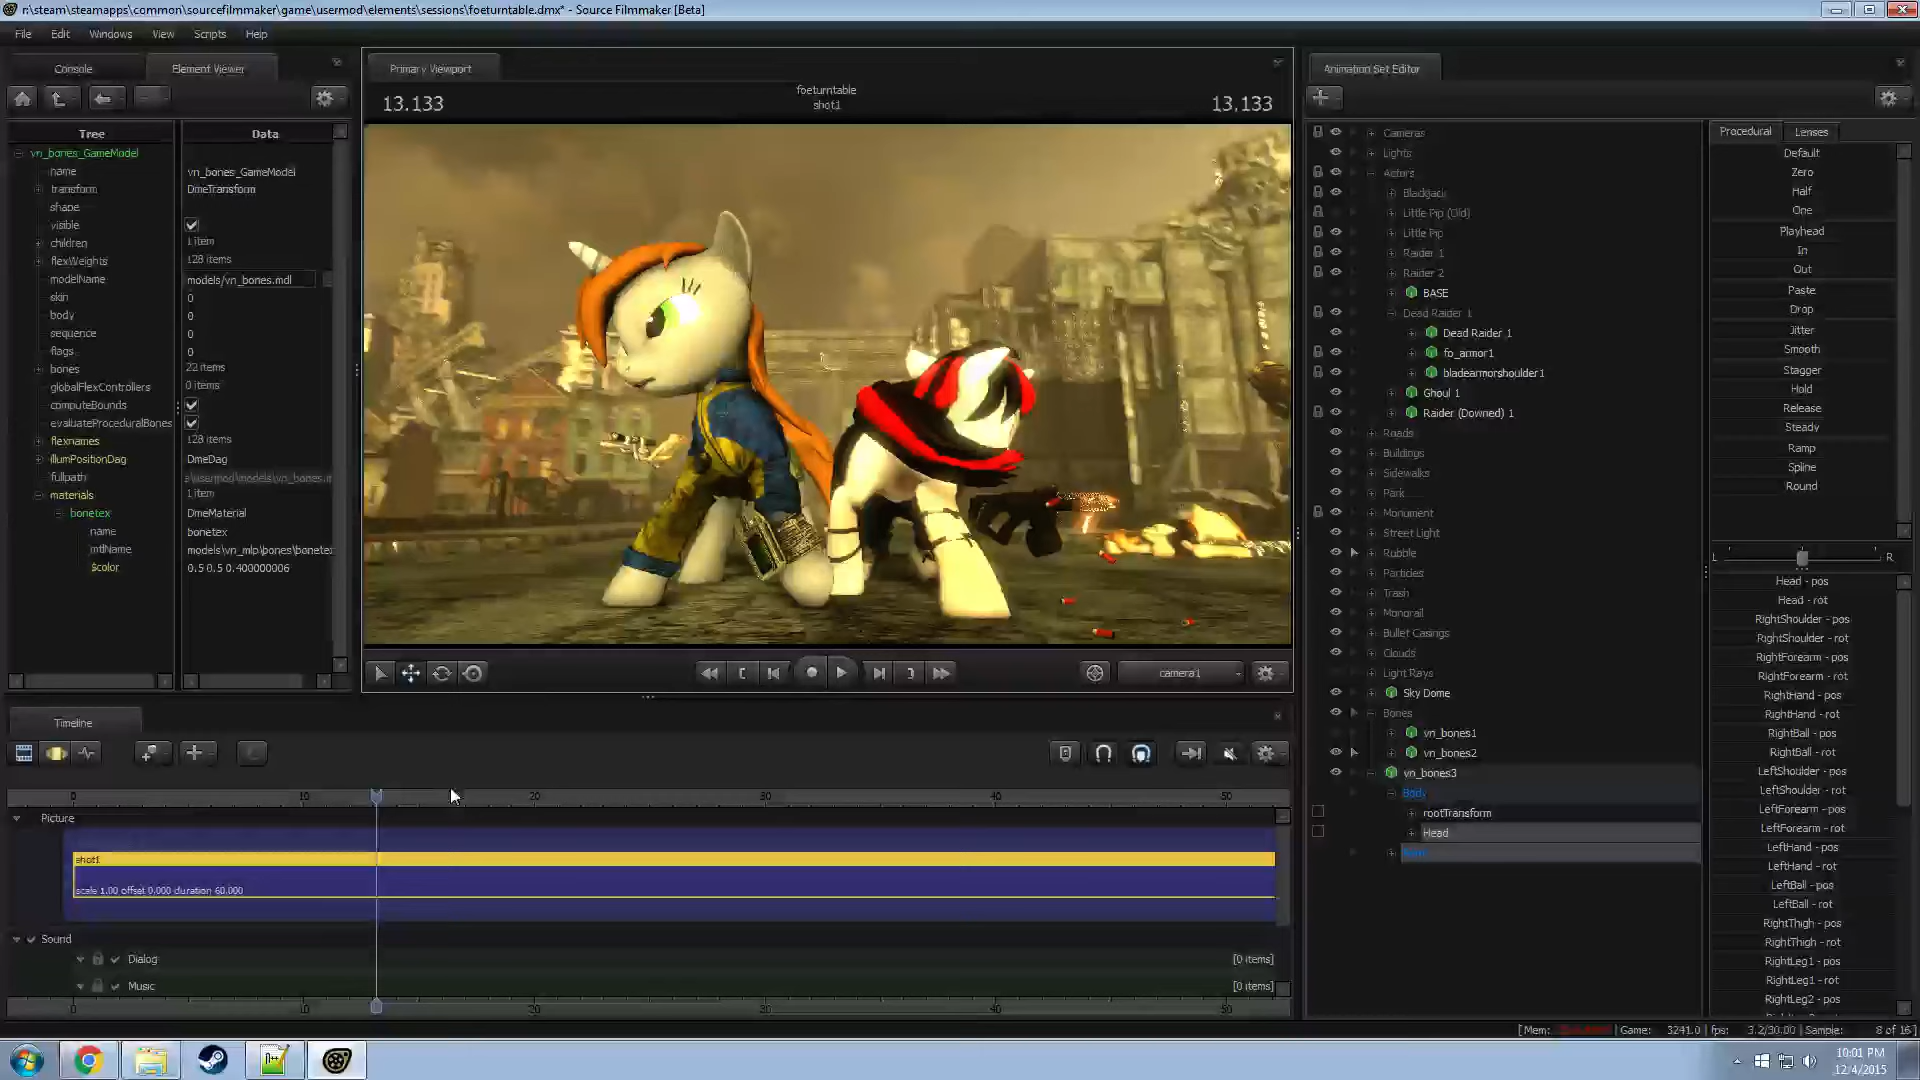 r:\steam\steamapps\common\sourcefilmmaker\game\usermod\elements\sessions\foeturntable.dmx* - Source Filmmaker [Beta]
File Edit Windows View Scripts Help
Console Element Viewer
Tree Data
vn_bones_GameModel
name vn_bones_GameModel
transform DmeTransform
shape
visible
children 1 item
flexWeights 128 items
modelName models/vn_bones.mdl
skin 0
body 0
sequence 0
flags 0
bones 22 items
globalFlexControllers 0 items
computeBounds
evaluateProceduralBones
flexnames 128 items
illumPositionDag DmeDag
fullpath e\usermod\models\vn_bones.m
materials 1 item
bonetex DmeMaterial
name bonetex
mtlName models\vn_mlp\bones\bonetex
$color 0.5 0.5 0.400000006
Primary Viewport
foeturntable
13.133 shot1 13.133
camera1
Timeline
0 10 20 30 40 50
Picture
shot1
scale 1.00 offset 0.000 duration 60.000
Sound
Dialog [0 items]
Music [0 items]
0 10 20 30 40 50
Animation Set Editor
Cameras
Lights
Actors
Blackjack
Little Pip (Old)
Little Pip
Raider 1
Raider 2
BASE
Dead Raider 1
Dead Raider 1
fo_armor1
bladearmorshoulder1
Ghoul 1
Raider (Downed) 1
Roads
Buildings
Sidewalks
Park
Monument
Street Light
Rubble
Particles
Trash
Monorail
Bullet Casings
Clouds
Light Rays
Sky Dome
Bones
vn_bones1
vn_bones2
vn_bones3
Body
rootTransform
Head
Procedural Lenses
Default
Zero
Half
One
Playhead
In
Out
Paste
Drop
Jitter
Smooth
Stagger
Hold
Release
Steady
Ramp
Spline
Round
L R
Head - pos
Head - rot
RightShoulder - pos
RightShoulder - rot
RightForearm - pos
RightForearm - rot
RightHand - pos
RightHand - rot
RightBall - pos
RightBall - rot
LeftShoulder - pos
LeftShoulder - rot
LeftForearm - pos
LeftForearm - rot
LeftHand - pos
LeftHand - rot
LeftBall - pos
LeftBall - rot
RightThigh - pos
RightThigh - rot
RightLeg1 - pos
RightLeg1 - rot
RightLeg2 - pos
[Mem: Game: 3241.0 | fps: 3.2/30.00 | Sample: 8 of 16 ]
10:01 PM
12/4/2015